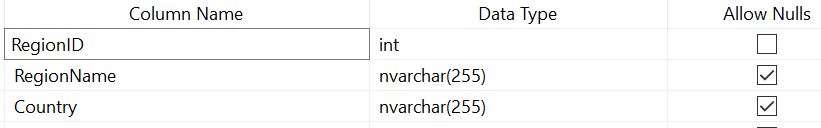 Column Name Data Type Allow Nulls
RegionID int
RegionName nvarchar(255)
Country nvarchar(255)